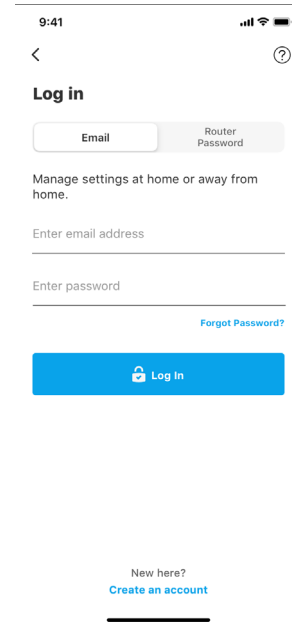 9:41
Log in
Email
Router
Password
Manage settings at home or away from
home.
Enter email address
Enter password
Forgot Password?
Log In
New here?
Create an account